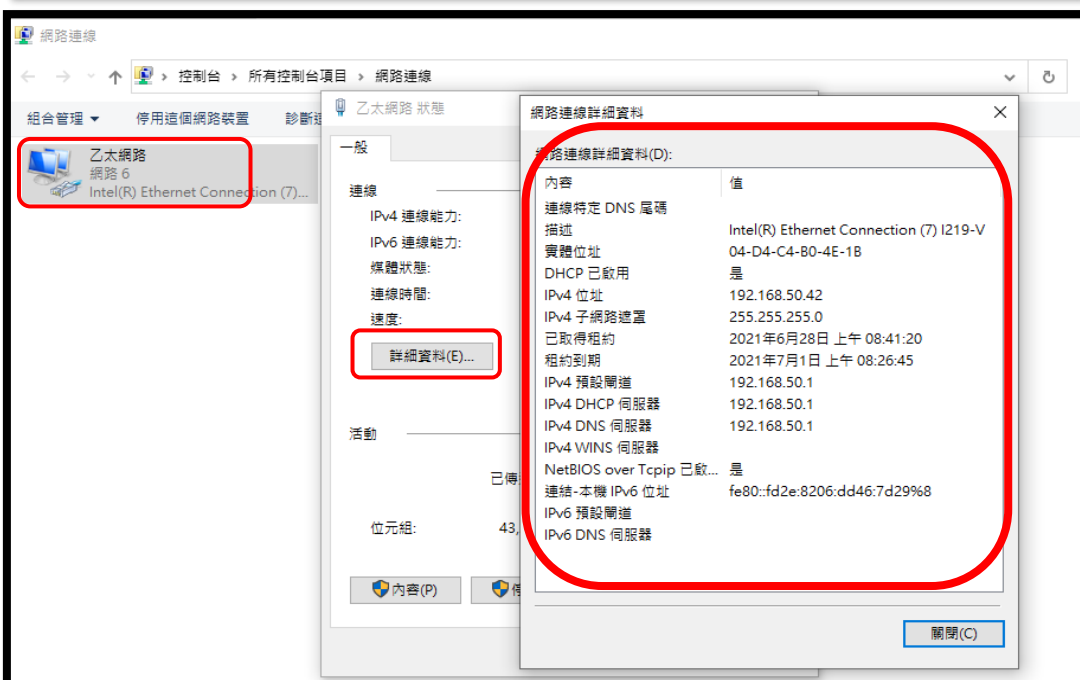 網路連線
控制台 › 所有控制台項目 › 網路連線
組合管理 停用這個網路裝置 診斷
乙太網路
網路 6
Intel(R) Ethernet Connection (7)...
乙太網路 狀態
一般
連線
IPv4 連線能力:
IPv6 連線能力:
媒體狀態:
連線時間:
速度:
詳細資料(E)...
活動
已傳
位元組: 43,
內容(P)
網路連線詳細資料
網路連線詳細資料(D):
內容 值
連線特定 DNS 尾碼
描述 Intel(R) Ethernet Connection (7) I219-V
實體位址 04-D4-C4-B0-4E-1B
DHCP 已啟用 是
IPv4 位址 192.168.50.42
IPv4 子網路遮罩 255.255.255.0
已取得租約 2021年6月28日 上午 08:41:20
租約到期 2021年7月1日 上午 08:26:45
IPv4 預設閘道 192.168.50.1
IPv4 DHCP 伺服器 192.168.50.1
IPv4 DNS 伺服器 192.168.50.1
IPv4 WINS 伺服器
NetBIOS over Tcpip 已啟... 是
連結-本機 IPv6 位址 fe80::fd2e:8206:dd46:7d29%8
IPv6 預設閘道
IPv6 DNS 伺服器
關閉(C)